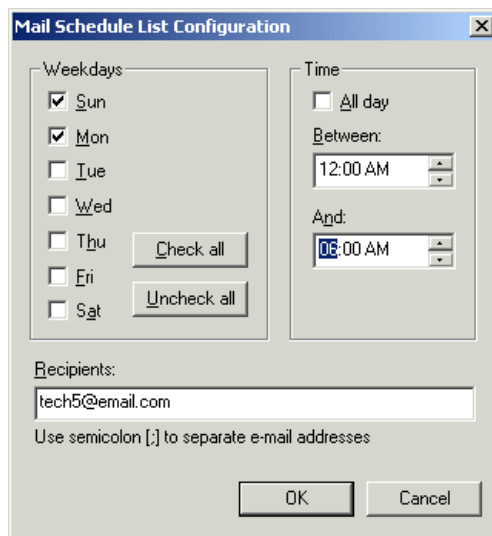 Mail Schedule List Configuration
Weekdays
Sun
Mon
Tue
Wed
Thu
Fri
Sat
Check all
Uncheck all
Time
All day
Between:
12:00 AM
And:
06:00 AM
Recipients:
tech5@email.com
Use semicolon [;] to separate e-mail addresses
OK
Cancel